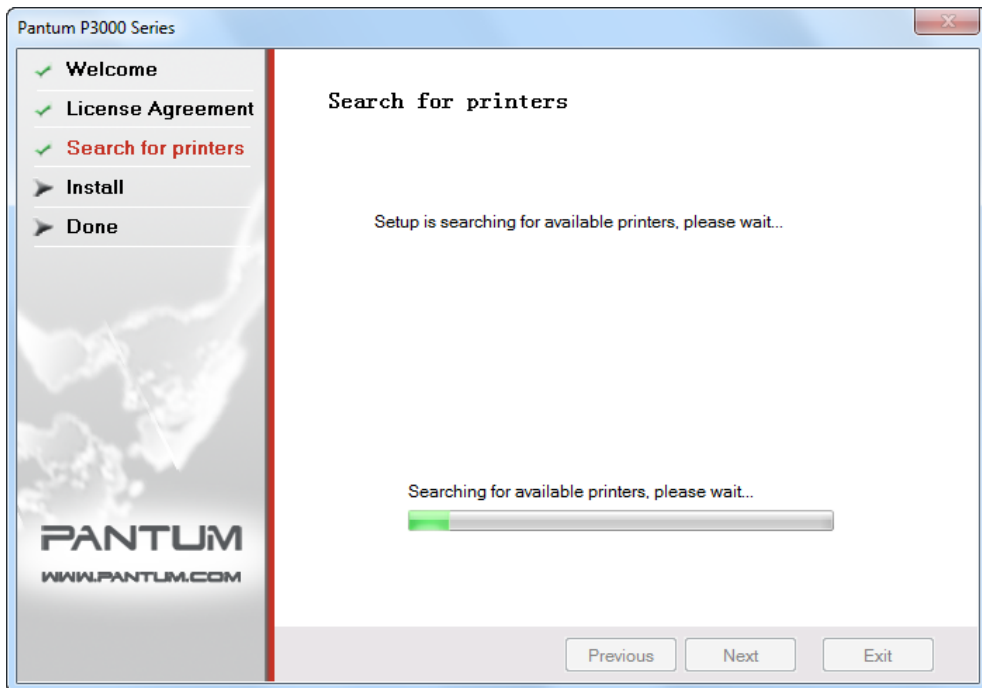 Pantum P3000 Series
Welcome
License Agreement
Search for printers
Install
Done
PANTUM
WWW.PANTUM.COM
Search for printers
Setup is searching for available printers, please wait...
Searching for available printers, please wait...
Previous
Next
Exit